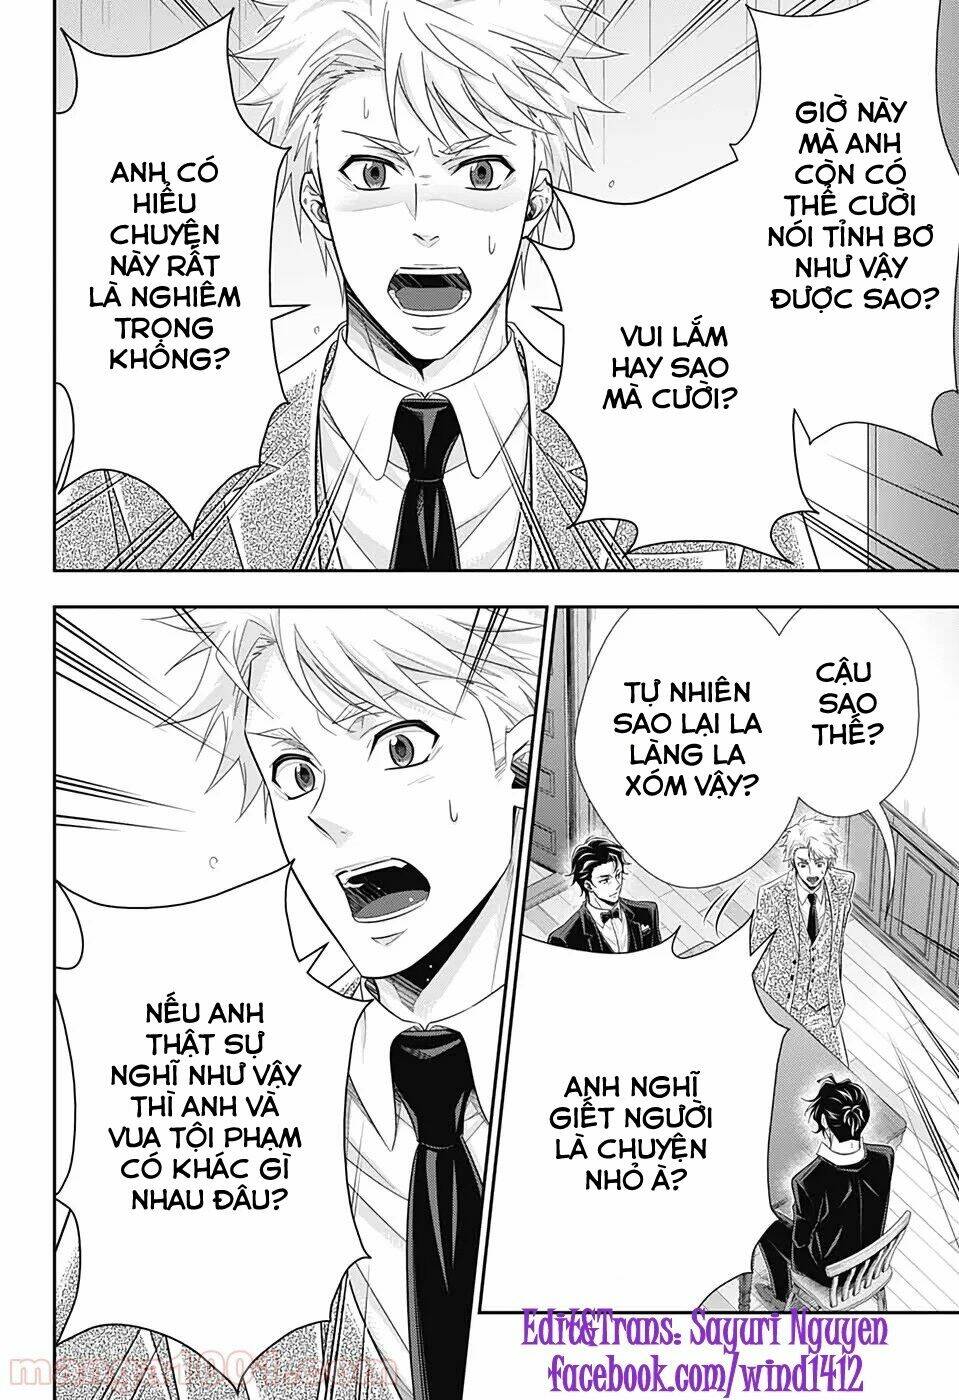 GIỜ NÀY
MÀ ANH
CÒN CÓ
THỂ CƯỜI
NÓI TỈNH BƠ
NHƯ VẬY
ĐƯỢC SAO?
VUI LẮM
HAY SAO
MÀ CƯỜI?
ANH CÓ
HIỂU
CHUYỆN
NÀY RẤT
LÀ NGHIÊM
TRỌNG
KHÔNG?
CẬU
SAO
THẾ?
TỰ NHIÊN
SAO LẠI LA
LÀNG LA
XÓM VẬY?
ANH NGHĨ
GIẾT NGƯỜI
LÀ CHUYỆN
NHỎ À?
NẾU ANH
THẬT SỰ
NGHĨ NHƯ VẬY
THÌ ANH VÀ
VUA TỘI PHẠM
CÓ KHÁC GÌ
NHAU ĐÂU?
Edit&Trans: Sayuri Nguyen
facebook.com/wind1412